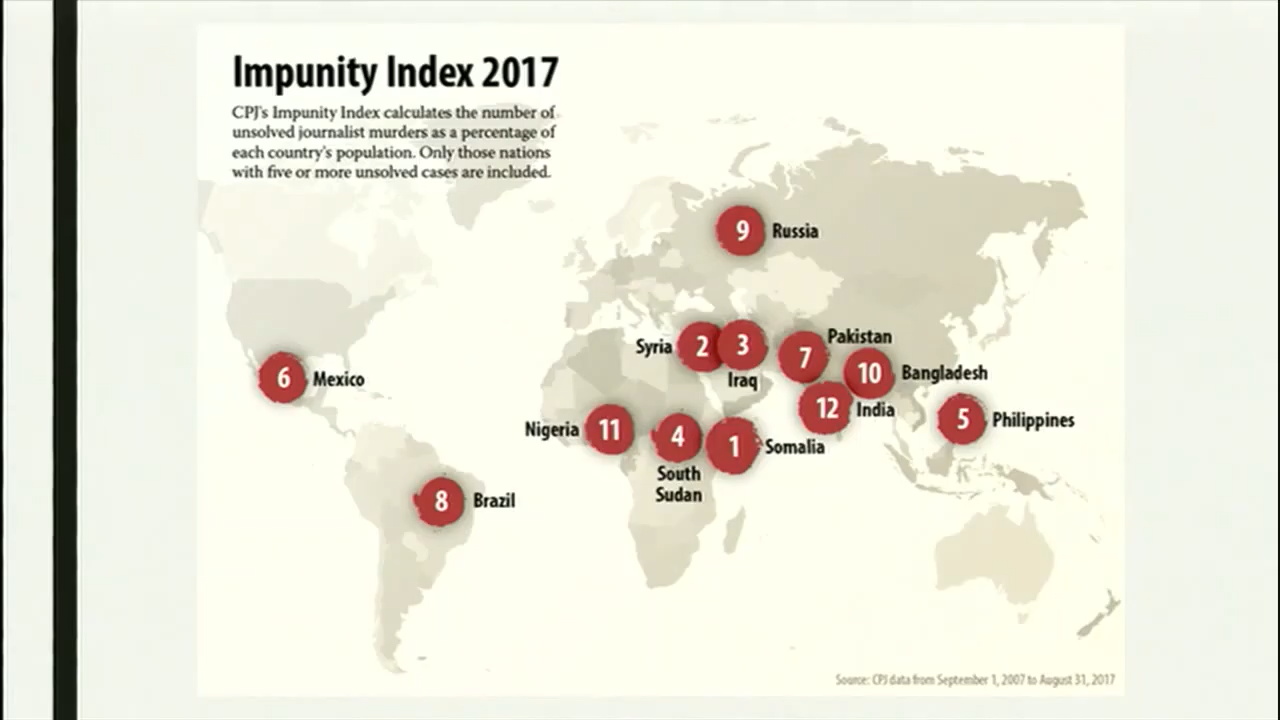 Impunity Index 2017
CPJ's Impunity Index calculates the number of
unsolved journalist murders as a percentage of
each country's population. Only those nations
with five or more unsolved cases are included.
9 Russia
Syria 2
3
Iraq
7 Pakistan
10 Bangladesh
12 India
5 Philippines
6 Mexico
Nigeria 11
4
South
Sudan
1 Somalia
8 Brazil
Source: CPJ data from September 1, 2007 to August 31, 2017